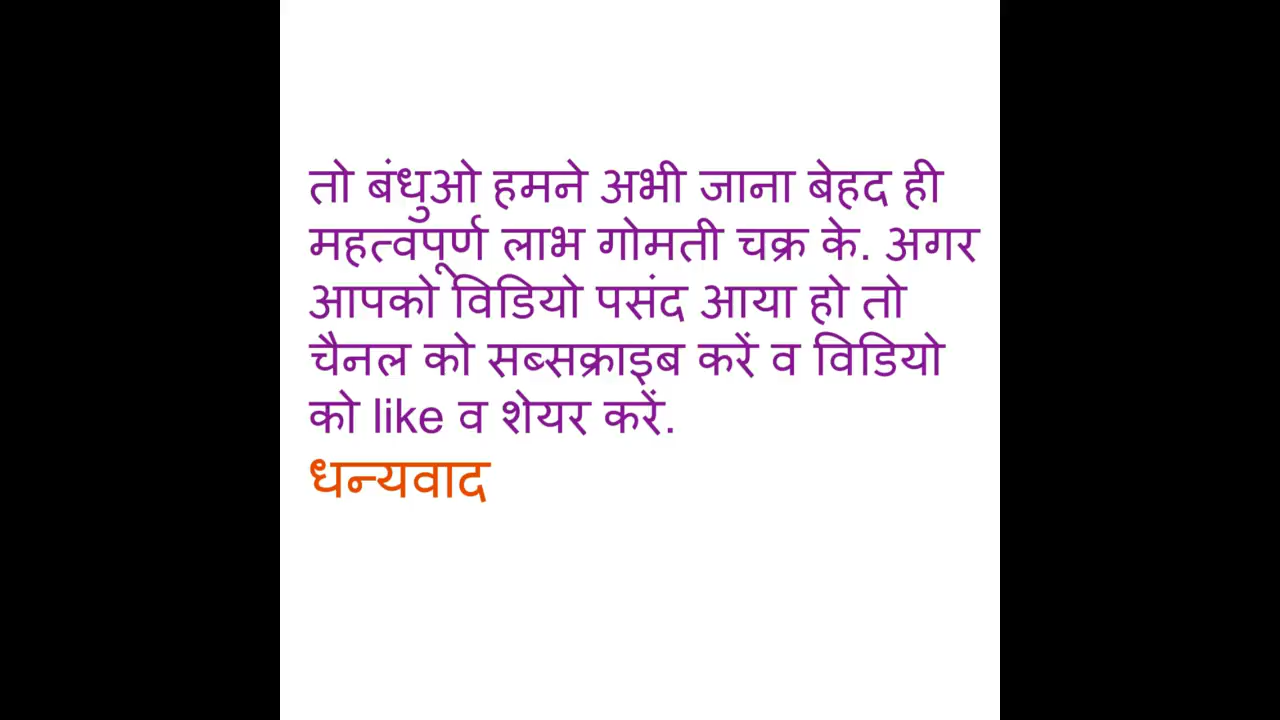 तो बंधुओ हमने अभी जाना बेहद ही
महत्वपूर्ण लाभ गोमती चक्र के. अगर
आपको विडियो पसंद आया हो तो
चैनल को सब्सक्राइब करें व विडियो
को like व शेयर करें.
धन्यवाद